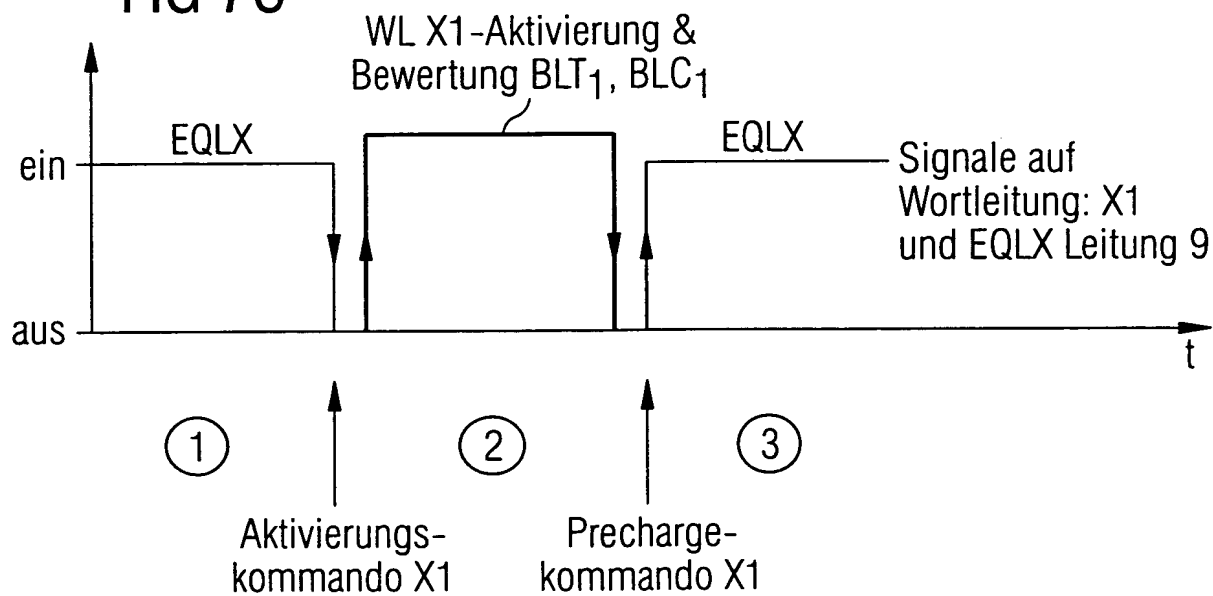 WL X1-Aktivierung &
Bewertung BLT1, BLC1
EQLX
EQLX
ein
Signale auf
Wortleitung: X1
und EQLX Leitung 9
aus
t
1
2
3
Aktivierungs-
kommando X1
Precharge-
kommando X1